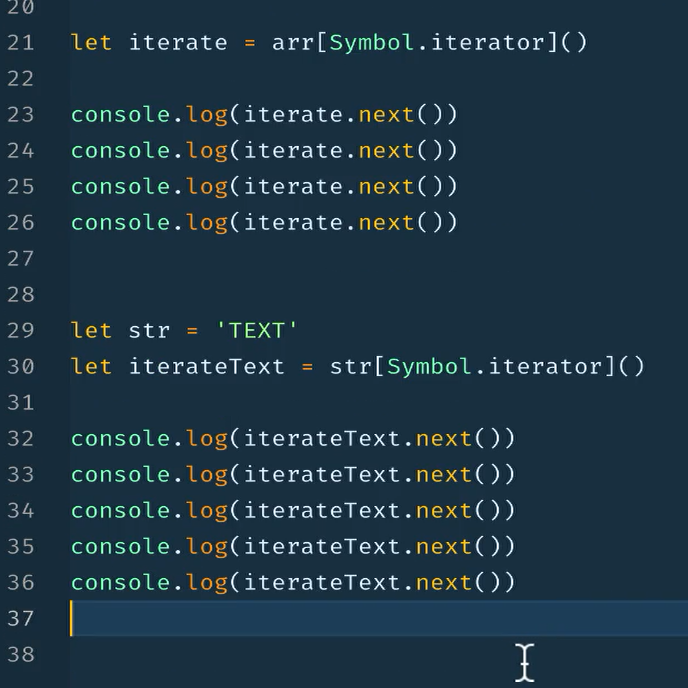 20
21 let iterate = arr[Symbol.iterator]()
22
23 console.log(iterate.next())
24 console.log(iterate.next())
25 console.log(iterate.next())
26 console.log(iterate.next())
27
28
29 let str = 'TEXT'
30 let iterateText = str[Symbol.iterator]()
31
32 console.log(iterateText.next())
33 console.log(iterateText.next())
34 console.log(iterateText.next())
35 console.log(iterateText.next())
36 console.log(iterateText.next())
37
38